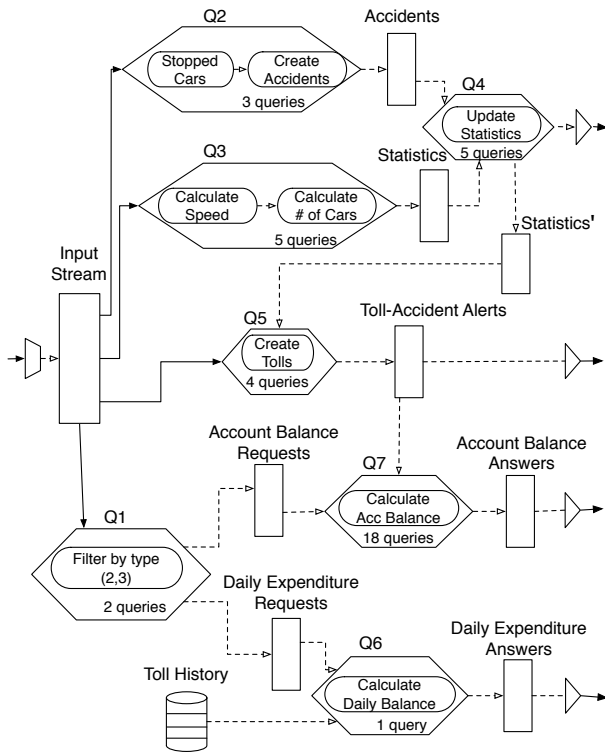 Q2
Accidents
Stopped
Cars
Create
Accidents
3 queries
Q4
Update
Statistics
5 queries
Q3
Statistics
Calculate
Speed
Calculate
# of Cars
5 queries
Input
Stream
Statistics'
Q5
Toll-Accident Alerts
Create
Tolls
4 queries
Account Balance
Requests
Q7
Account Balance
Answers
Calculate
Acc Balance
18 queries
Q1
Filter by type
(2,3)
2 queries
Daily Expenditure
Requests
Q6
Daily Expenditure
Answers
Toll History
Calculate
Daily Balance
1 query